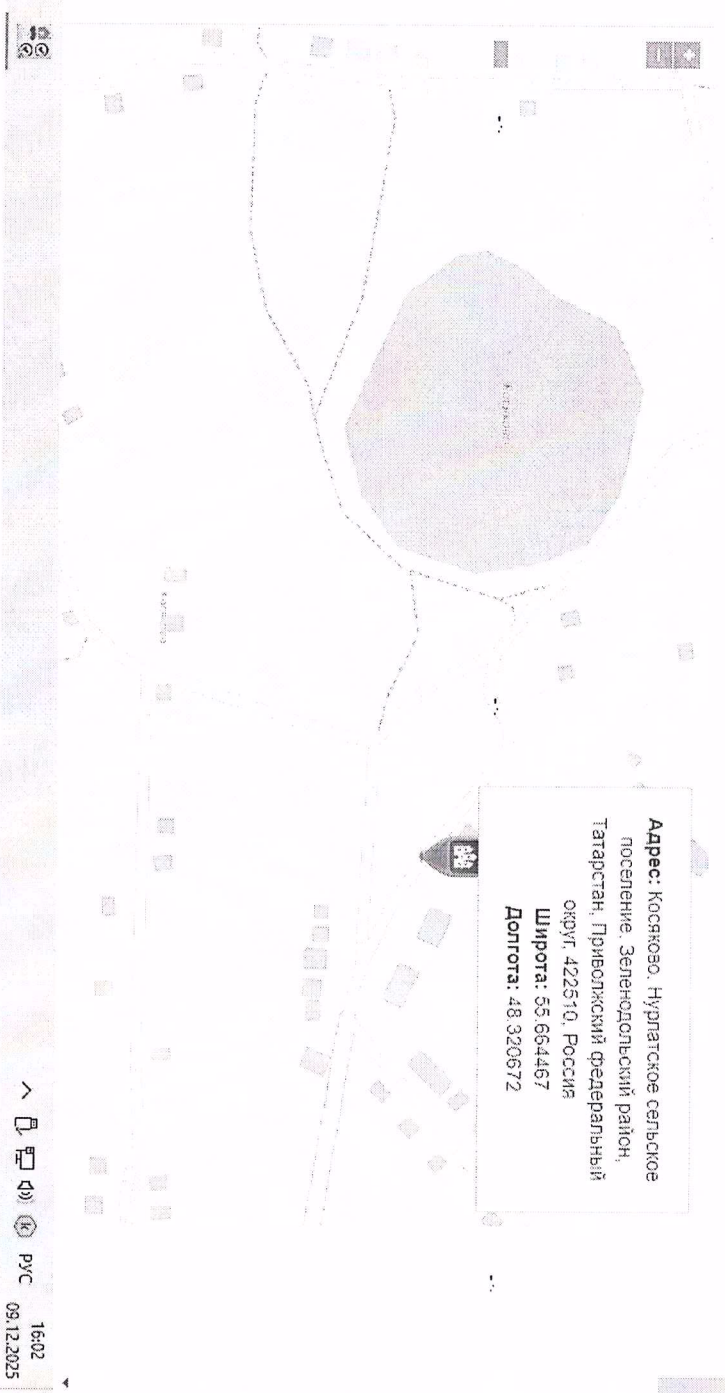 Адрес: Косяково, Нурлатское сельское
поселение, Зеленодольский район,
Татарстан, Приволжский федеральный
округ, 422510, Россия
Широта: 55.664467
Долгота: 48.320672
РУС
16:02
09.12.2025